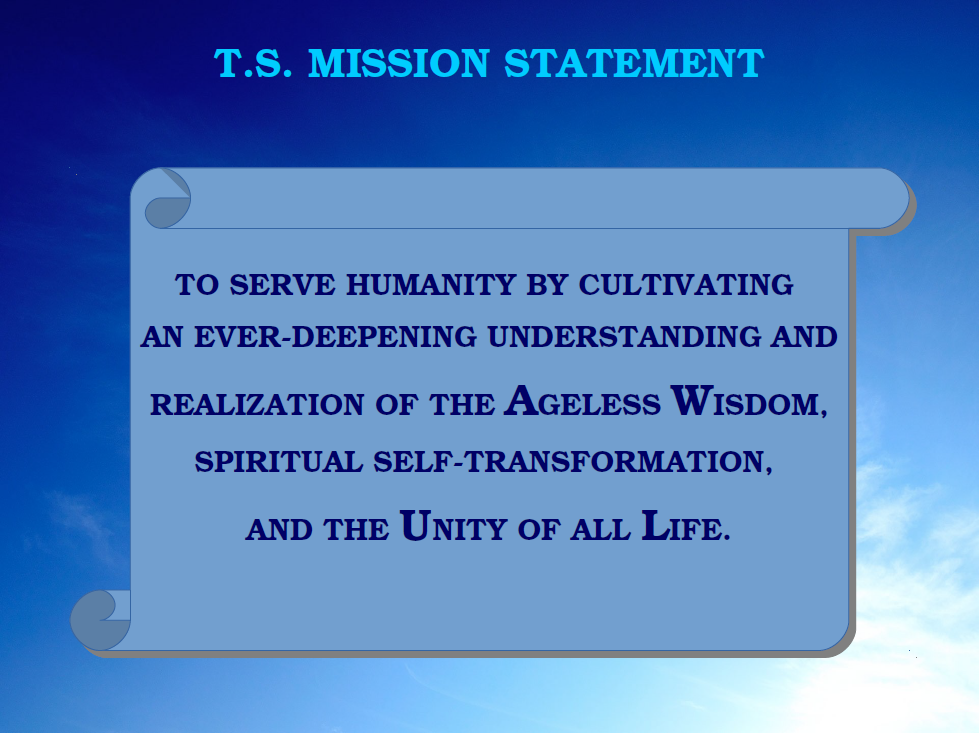 T.S. MISSION STATEMENT
TO SERVE HUMANITY BY CULTIVATING
AN EVER-DEEPENING UNDERSTANDING AND
REALIZATION OF THE AGELESS WISDOM,
SPIRITUAL SELF-TRANSFORMATION,
AND THE UNITY OF ALL LIFE.